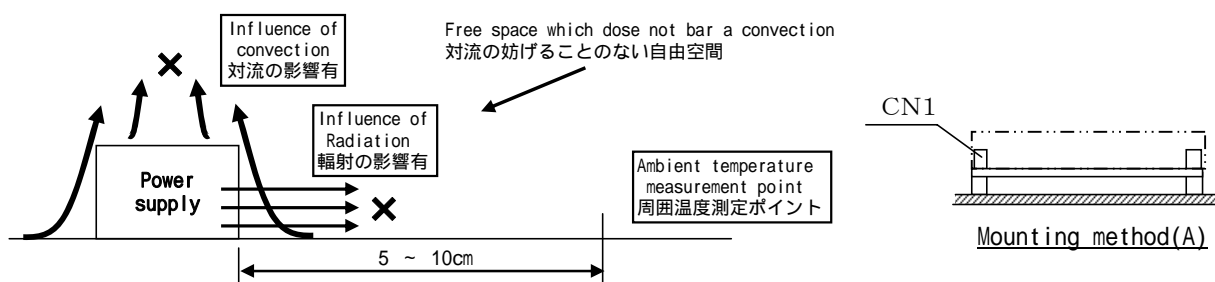 Influence of
convection
対流の影響有
Free space which dose not bar a convection
対流の妨げることのない自由空間
Influence of
Radiation
輻射の影響有
Power
supply
Ambient temperature
measurement point
周囲温度測定ポイント
5 ~ 10cm
CN1
Mounting method(A)